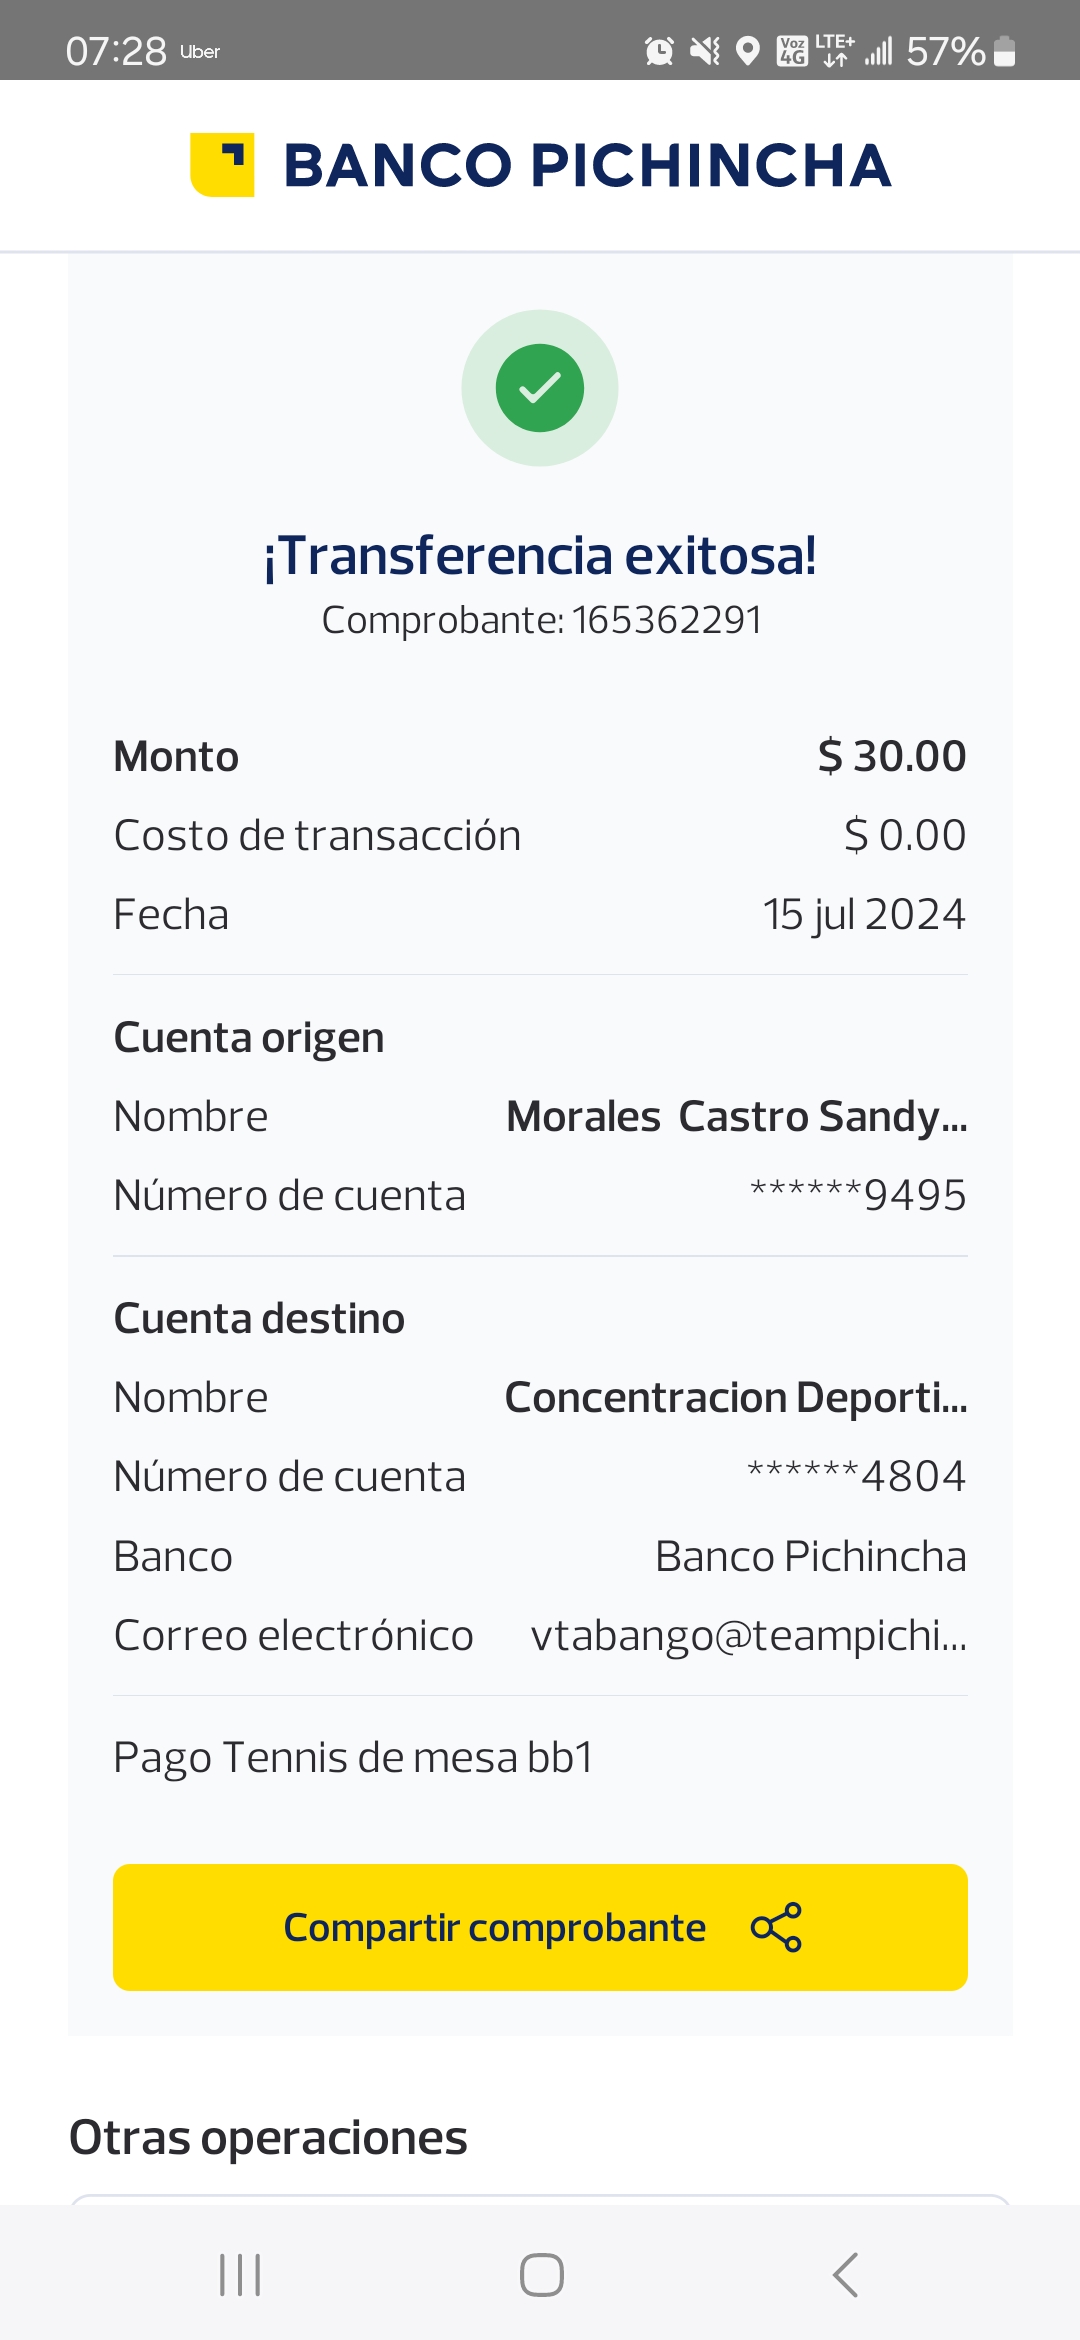 07:28 Uber Voz 4G LTE+ 57%
BANCO PICHINCHA
¡Transferencia exitosa!
Comprobante: 165362291
Monto $ 30.00
Costo de transacción $ 0.00
Fecha 15 jul 2024
Cuenta origen
Nombre Morales  Castro Sandy...
Número de cuenta ******9495
Cuenta destino
Nombre Concentracion Deporti...
Número de cuenta ******4804
Banco Banco Pichincha
Correo electrónico vtabango@teampichi...
Pago Tennis de mesa bb1
Compartir comprobante
Otras operaciones